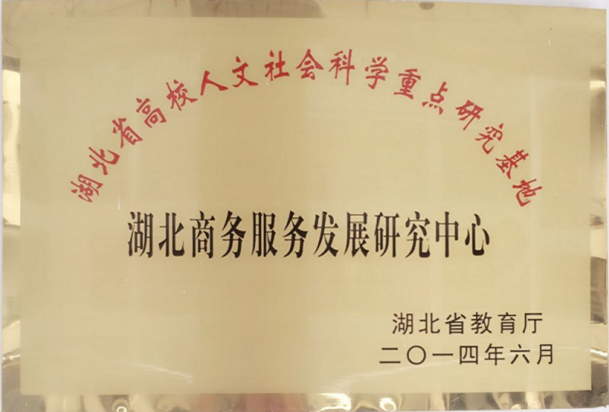 湖北省高校人文社会科学重点研究基地
湖北商务服务发展研究中心
湖北省教育厅
二〇一四年六月